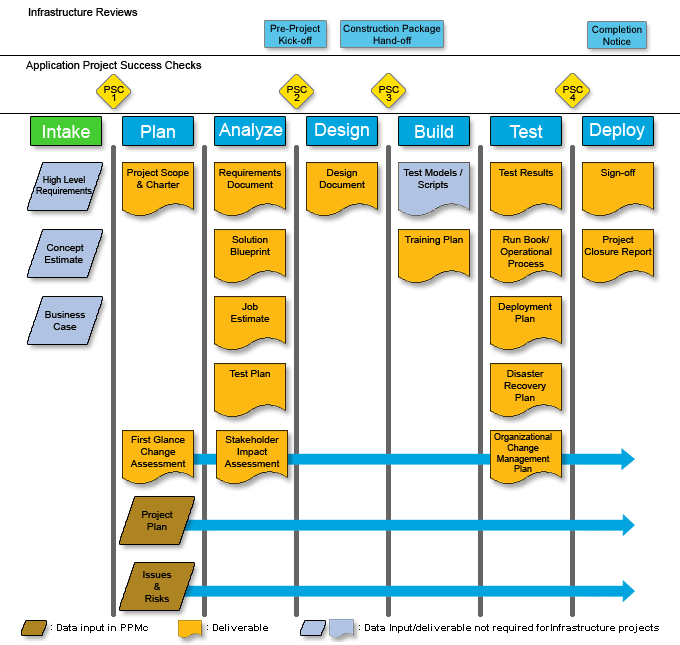 Infrastructure Reviews
Pre-Project
Kick-off
Construction Package
Hand-off
Completion
Notice
Application Project Success Checks
PSC
1
PSC
2
PSC
3
PSC
4
Intake
Plan
Analyze
Design
Build
Test
Deploy
High Level
Requirements
Project Scope
& Charter
Requirements
Document
Design
Document
Test Models /
Scripts
Test Results
Sign-off
Concept
Estimate
Solution
Blueprint
Training Plan
Run Book/
Operational
Process
Project
Closure Report
Business
Case
Job
Estimate
Deployment
Plan
Test Plan
Disaster
Recovery
Plan
First Glance
Change
Assessment
Stakeholder
Impact
Assessment
Organizational
Change
Management
Plan
Project
Plan
Issues
&
Risks
: Data input in PPMc
: Deliverable
: Data Input/deliverable not required forInfrastructure projects